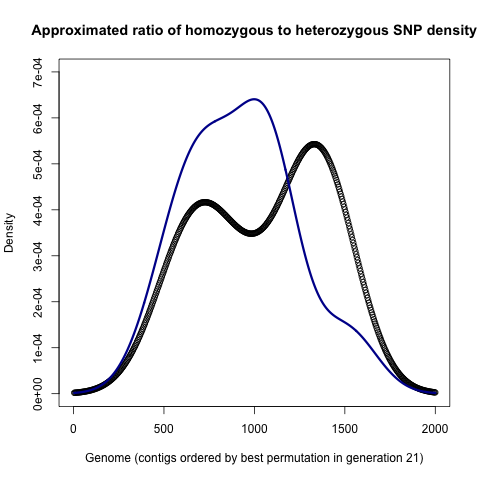 Approximated ratio of homozygous to heterozygous SNP density
7e-04
6e-04
5e-04
4e-04
3e-04
2e-04
1e-04
0e+00
Density
0 500 1000 1500 2000
Genome (contigs ordered by best permutation in generation 21)